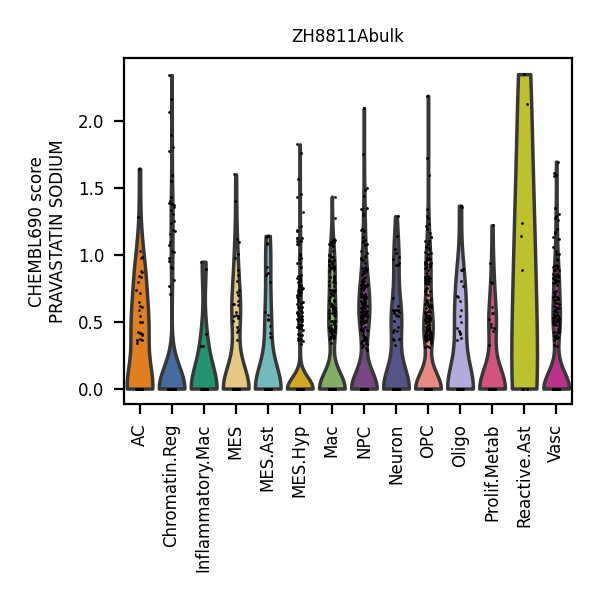 ZH8811Abulk
CHEMBL690 score
PRAVASTATIN SODIUM
2.0
1.5
1.0
0.5
0.0
AC
Chromatin.Reg
Inflammatory.Mac
MES
MES.Ast
MES.Hyp
Mac
NPC
Neuron
OPC
Oligo
Prolif.Metab
Reactive.Ast
Vasc